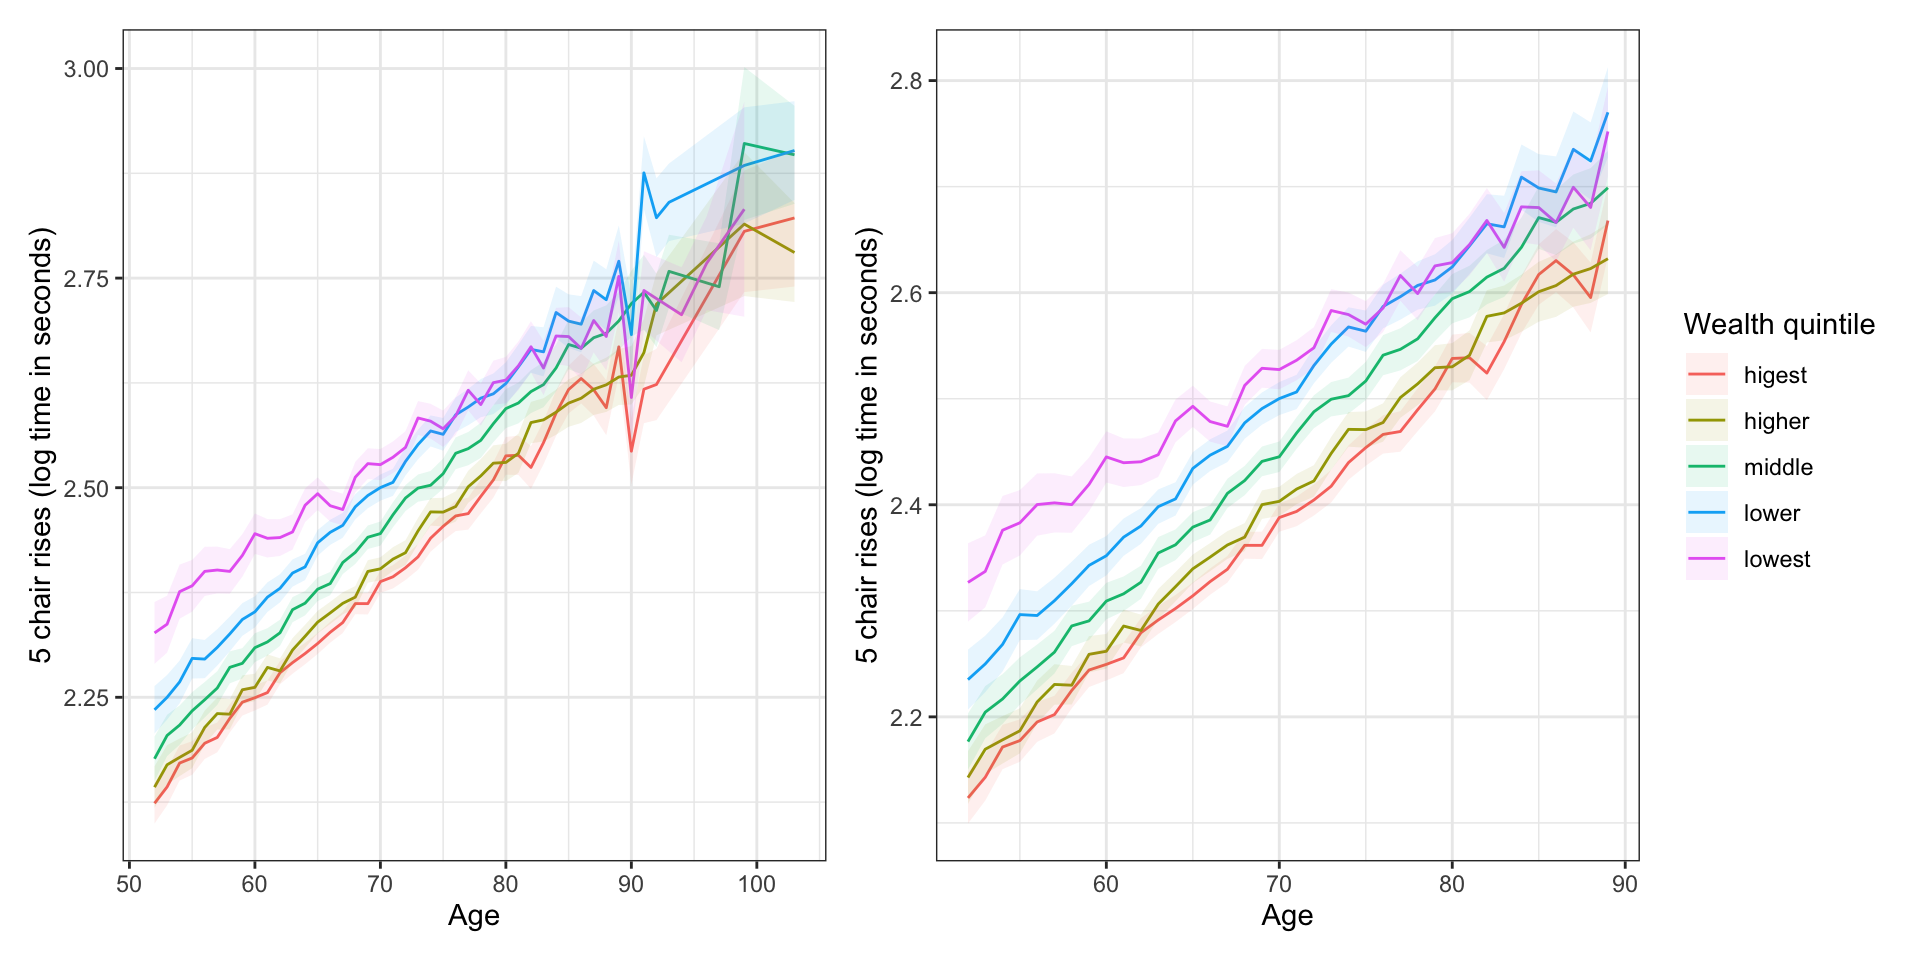 5 chair rises (log time in seconds)
3.00
2.75
2.50
2.25
50 60 70 80 90 100
Age
5 chair rises (log time in seconds)
2.8
2.6
2.4
2.2
60 70 80 90
Age
Wealth quintile
higest
higher
middle
lower
lowest